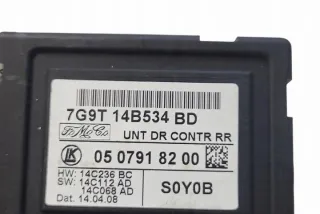 7G9T 14B534 BD
FoMoCo UNT DR CONTR RR
LK 05 0791 82 00
HW: 14C236 BC
SW: 14C112 AD
14C068 AD
Dat. 14.04.08
S0Y0B